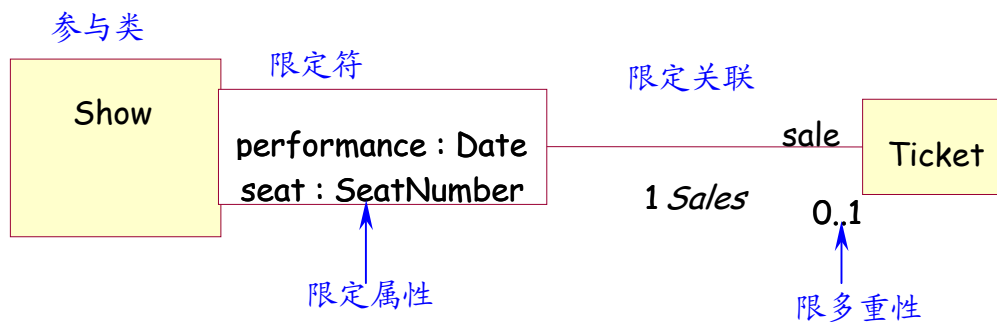 参与类
限定符
限定关联
Show
performance : Date
seat : SeatNumber
sale
Ticket
1 Sales
0..1
限定属性
限多重性